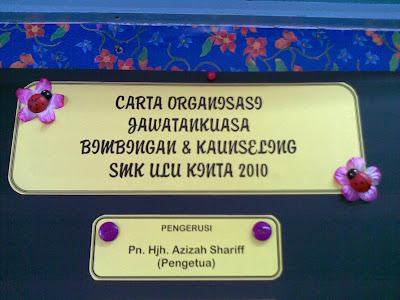 CARTA ORGANISASI
JAWATANKUASA
BIMBINGAN & KAUNSELING
SMK ULU KINTA 2010
PENGERUSI
Pn. Hjh. Azizah Shariff
(Pengetua)